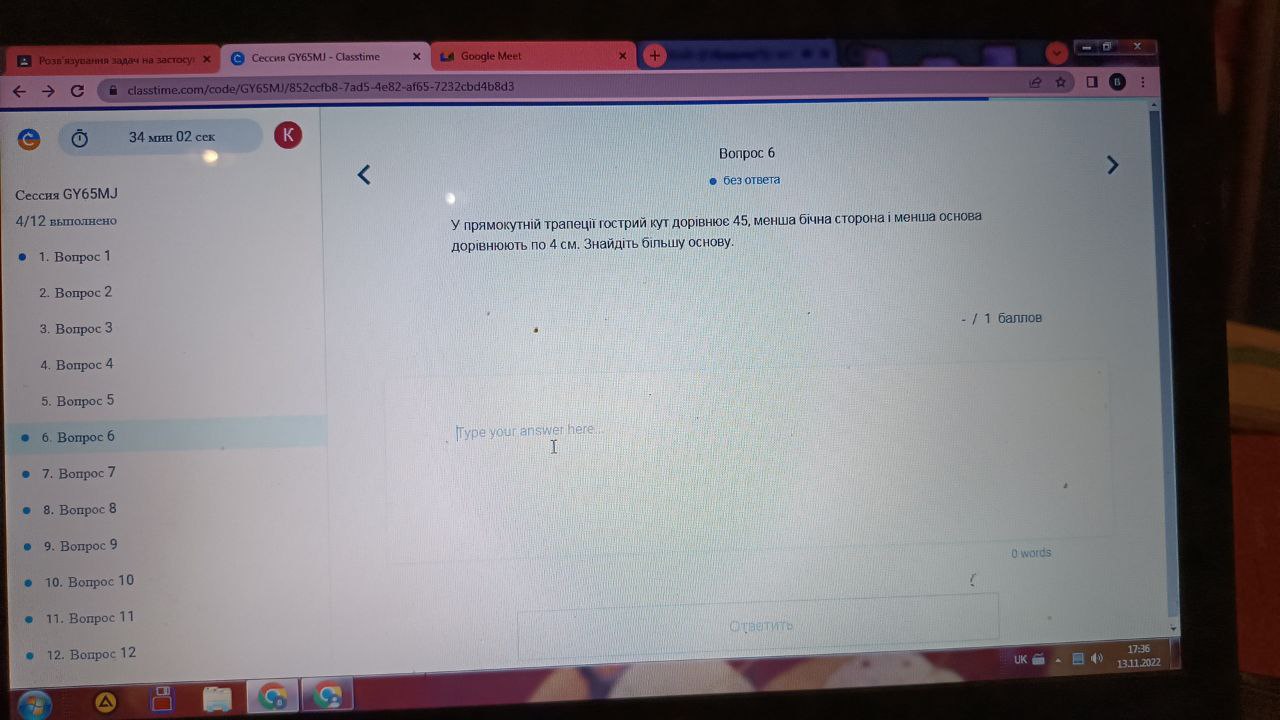 Розв'язування задач на застосу
Сессия GY65MJ - Classtime
Google Meet
classtime.com/code/GY65MJ/852ccfb8-7ad5-4e82-af65-7232cbd4b8d3
34 мин 02 сек
К
Сессия GY65MJ
4/12 выполнено
1. Вопрос 1
2. Вопрос 2
3. Вопрос 3
4. Вопрос 4
5. Вопрос 5
6. Вопрос 6
7. Вопрос 7
8. Вопрос 8
9. Вопрос 9
10. Вопрос 10
11. Вопрос 11
12. Вопрос 12
Вопрос 6
без ответа
У прямокутній трапеції гострий кут дорівнює 45, менша бічна сторона і менша основа
дорівнюють по 4 см. Знайдіть більшу основу.
- / 1 баллов
Type your answer here...
0 words
Ответить
UK
17:36
13.11.2022